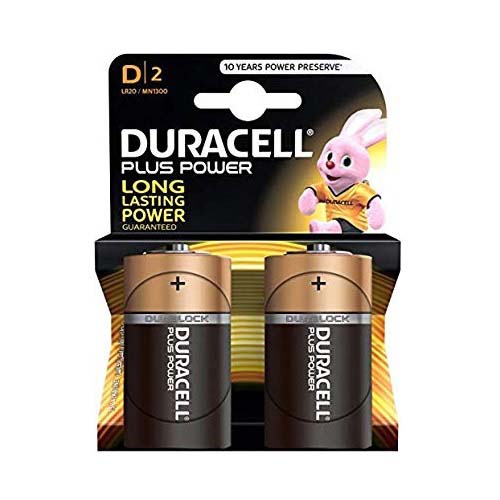 D 2
LR20 / MN1300
10 YEARS POWER PRESERVE*
DURACELL®
PLUS POWER
LONG
LASTING
POWER
GUARANTEED
+
DURALOCK
DURACELL
PLUS POWER
+
DURALOCK
DURACELL
PLUS POWER